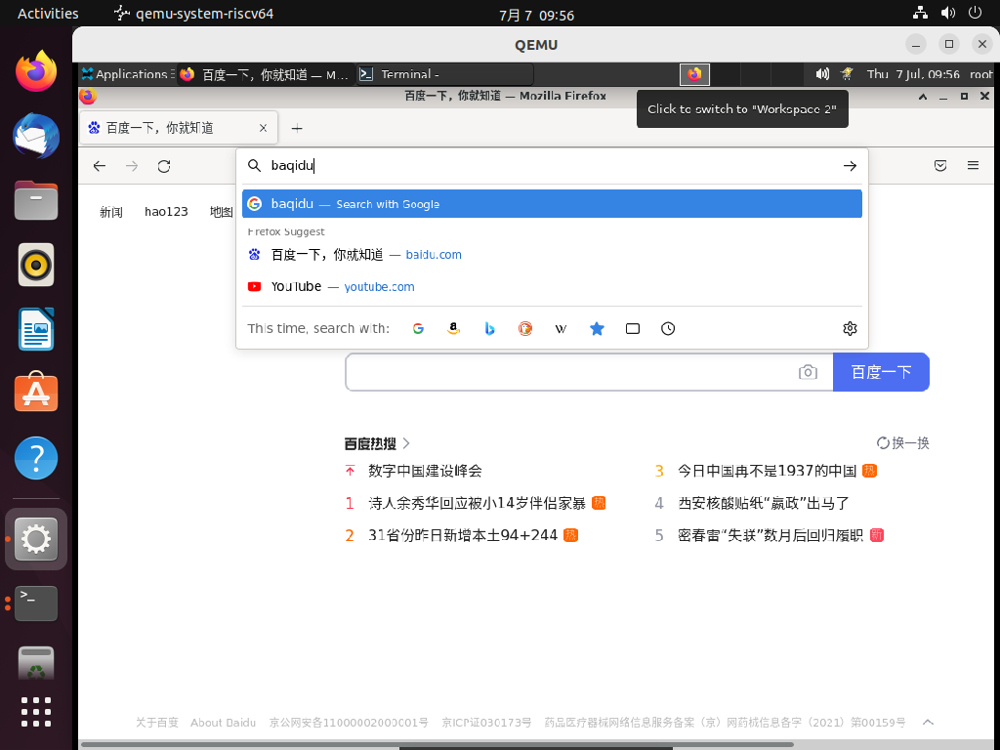 Activities qemu-system-riscv64 7月 7 09:56
QEMU
Applications 百度一下，你就知道 — M... Terminal - Thu 7 Jul, 09:56 root
百度一下，你就知道 — Mozilla Firefox
Click to switch to "Workspace 2"
百度一下，你就知道
baqidu
新闻 hao123 地图
baqidu — Search with Google
Firefox Suggest
百度一下，你就知道 — baidu.com
YouTube — youtube.com
This time, search with:
百度一下
百度热搜 换一换
数字中国建设峰会
3 今日中国再不是1937的中国 热
1 诗人余秀华回应被小14岁伴侣家暴 热
4 西安核酸贴纸“嬴政”出马了
2 31省份昨日新增本土94+244 热
5 密春雷“失联”数月后回归履职 新
关于百度 About Baidu 京公网安备11000002000001号 京ICP证030173号 药品医疗器械网络信息服务备案（京）网药械信息备字（2021）第00159号